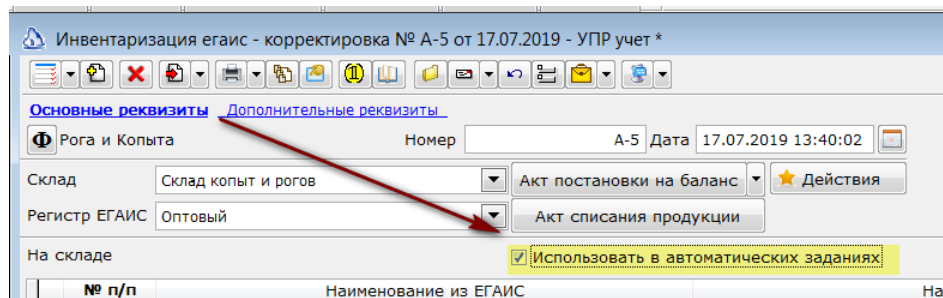 Инвентаризация егаис - корректировка № А-5 от 17.07.2019 - УПР учет *
Основные реквизиты Дополнительные реквизиты
Ф Рога и Копыта Номер А-5 Дата 17.07.2019 13:40:02
Склад Склад копыт и рогов Акт постановки на баланс Действия
Регистр ЕГАИС Оптовый Акт списания продукции
На складе Использовать в автоматических заданиях
№ п/п Наименование из ЕГАИС На